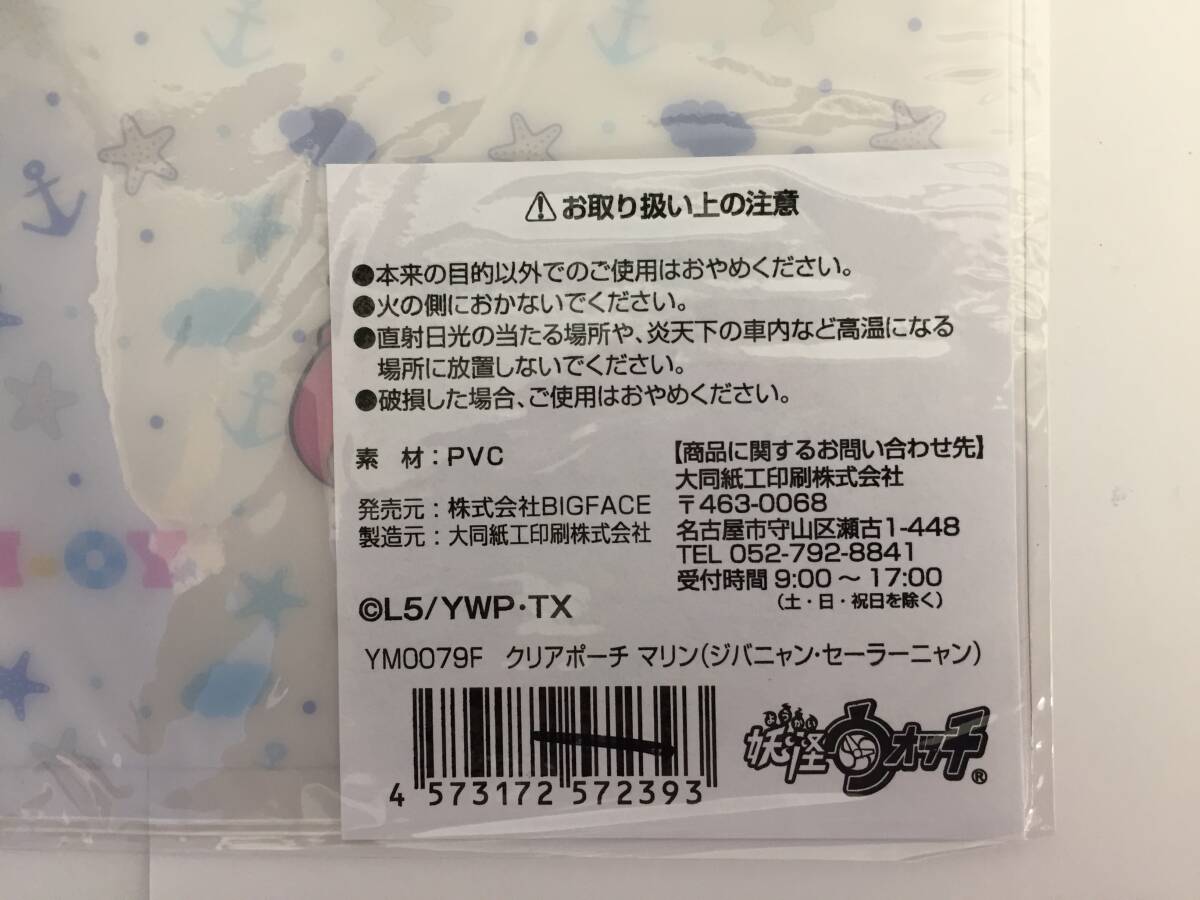 ⚠お取り扱い上の注意
●本来の目的以外でのご使用はおやめください。
●火の側におかないでください。
●直射日光の当たる場所や、炎天下の車内など高温になる
場所に放置しないでください。
●破損した場合、ご使用はおやめください。
素 材：PVC
発売元：株式会社BIGFACE
製造元：大同紙工印刷株式会社
【商品に関するお問い合わせ先】
大同紙工印刷株式会社
〒463-0068
名古屋市守山区瀬古1-448
TEL 052-792-8841
受付時間 9:00～17:00
（土・日・祝日を除く）
©L5/YWP・TX
YM0079F クリアポーチ マリン（ジバニャン・セーラーニャン）
4 573172 572393
ようかい
妖怪ウォッチ®
YO-